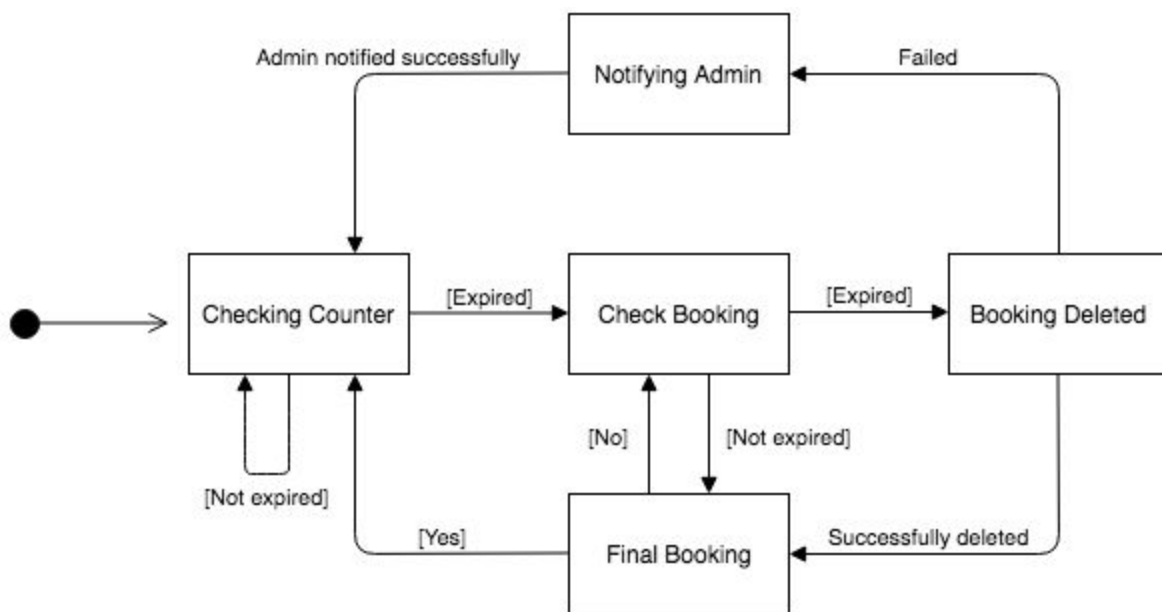 Admin notified successfully
Notifying Admin
Failed
Checking Counter
[Expired]
Check Booking
[Expired]
Booking Deleted
[Not expired]
[No]
[Not expired]
[Yes]
Final Booking
Successfully deleted